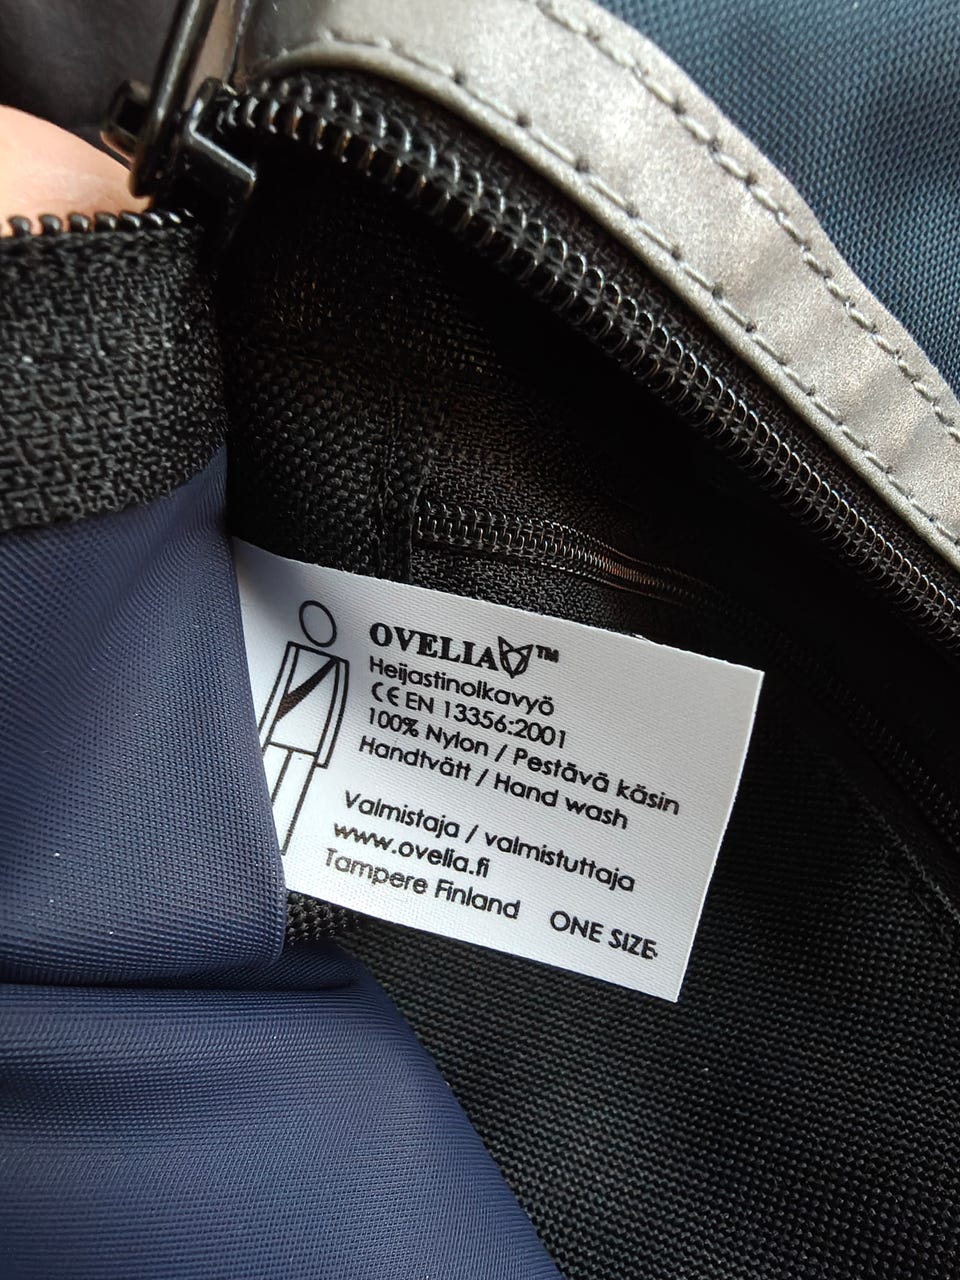 OVELIA™
Heijastinolkavyö
CE EN 13356:2001
100% Nylon / Pestävä käsin
Handtvätt / Hand wash
Valmistaja / valmistuttaja
www.ovelia.fi
Tampere Finland ONE SIZE